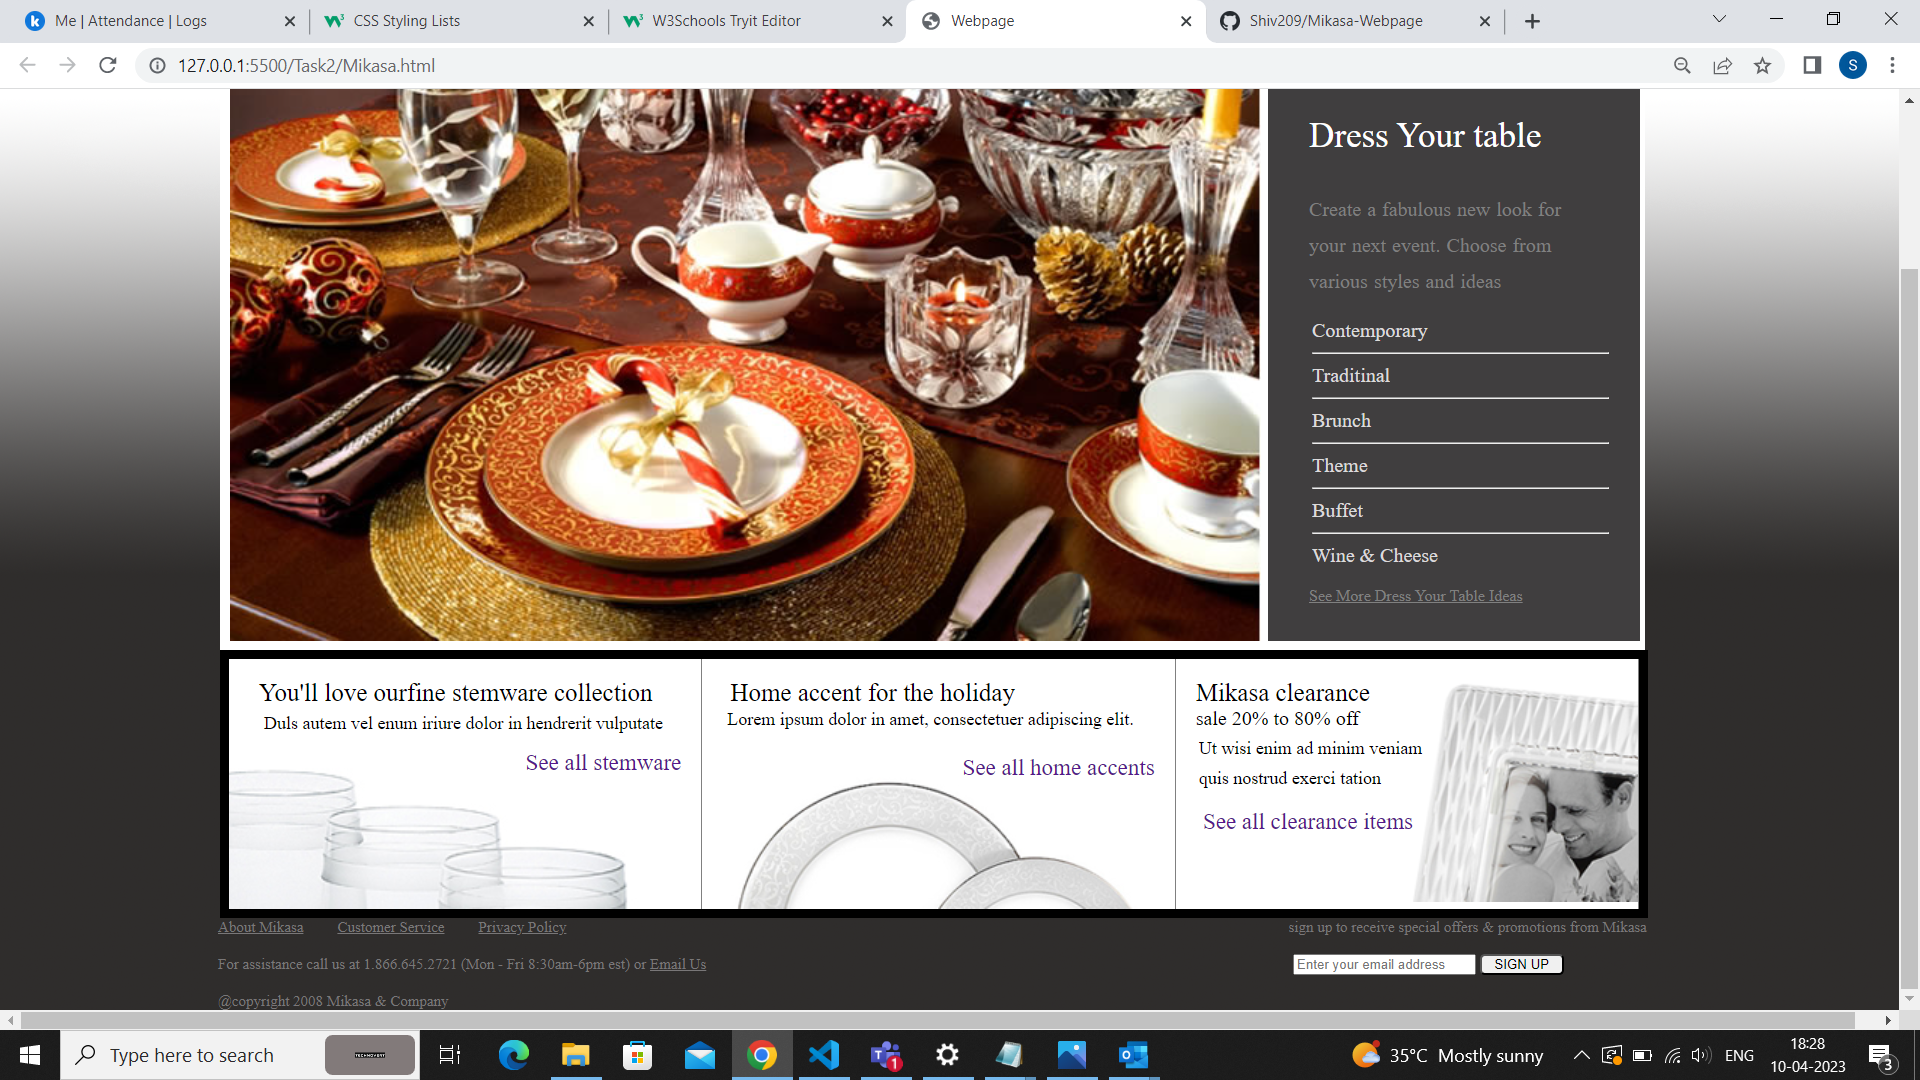 Me | Attendance | Logs
CSS Styling Lists
W3Schools Tryit Editor
Webpage
Shiv209/Mikasa-Webpage
127.0.0.1:5500/Task2/Mikasa.html
S
Dress Your table
Create a fabulous new look for
your next event. Choose from
various styles and ideas
Contemporary
Traditinal
Brunch
Theme
Buffet
Wine & Cheese
See More Dress Your Table Ideas
You'll love ourfine stemware collection
Duls autem vel enum iriure dolor in hendrerit vulputate
See all stemware
Home accent for the holiday
Lorem ipsum dolor in amet, consectetuer adipiscing elit.
See all home accents
Mikasa clearance
sale 20% to 80% off
Ut wisi enim ad minim veniam
quis nostrud exerci tation
See all clearance items
About Mikasa Customer Service Privacy Policy
sign up to receive special offers & promotions from Mikasa
For assistance call us at 1.866.645.2721 (Mon - Fri 8:30am-6pm est) or Email Us
Enter your email address SIGN UP
@copyright 2008 Mikasa & Company
Type here to search
TECHNOVERT
1
35°C Mostly sunny
ENG
18:28
10-04-2023
3